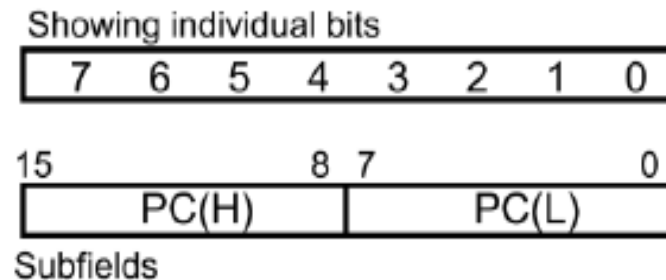 Showing individual bits
7 6 5 4 3 2 1 0
15 8 7 0
PC(H) PC(L)
Subfields